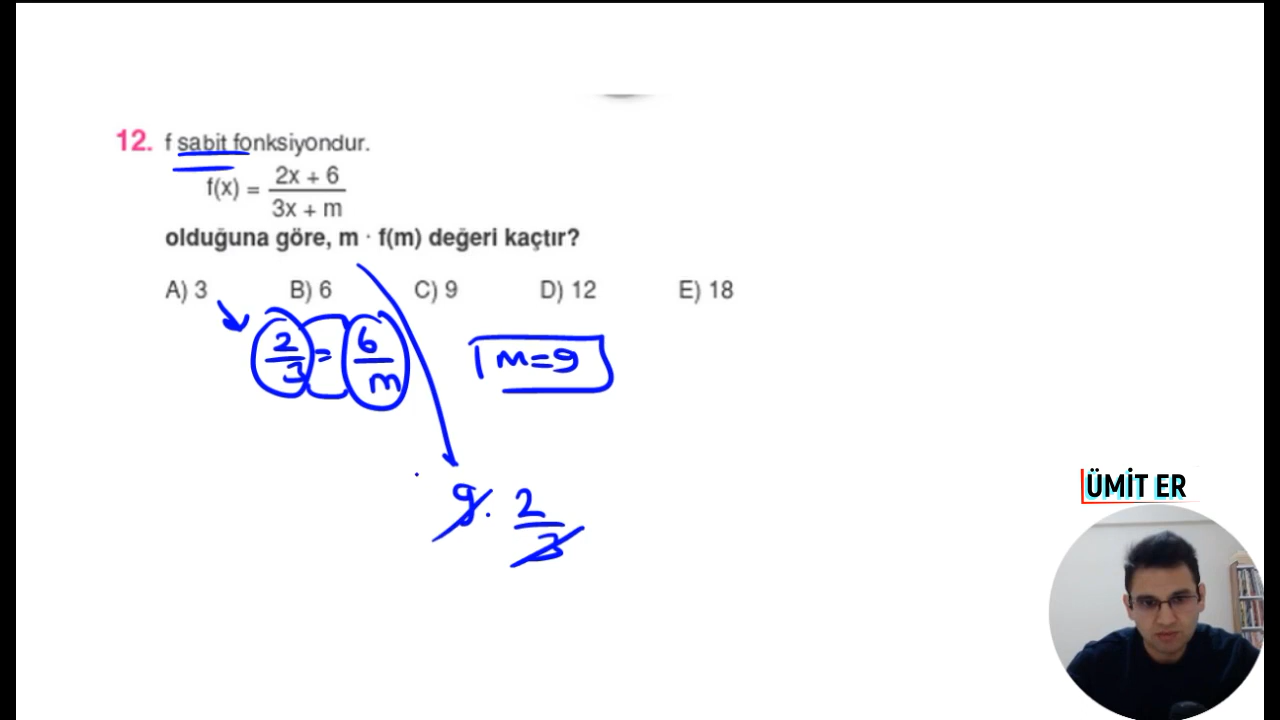 12. f sabit fonksiyondur.
f(x) = 2x + 6 / 3x + m
olduğuna göre, m · f(m) değeri kaçtır?
A) 3 B) 6 C) 9 D) 12 E) 18
2/3 = 6/m
m=9
9 · 2/3
ÜMİT ER